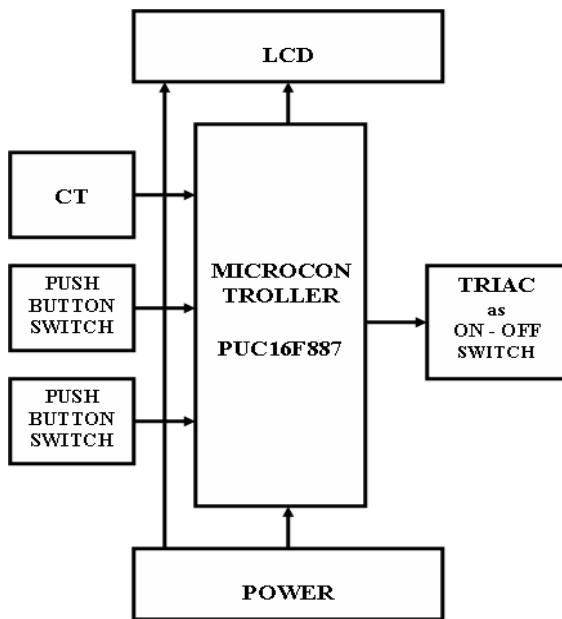 LCD
CT
PUSH
BUTTON
SWITCH
PUSH
BUTTON
SWITCH
MICROCON
TROLLER
PUC16F887
TRIAC
as
ON - OFF
SWITCH
POWER